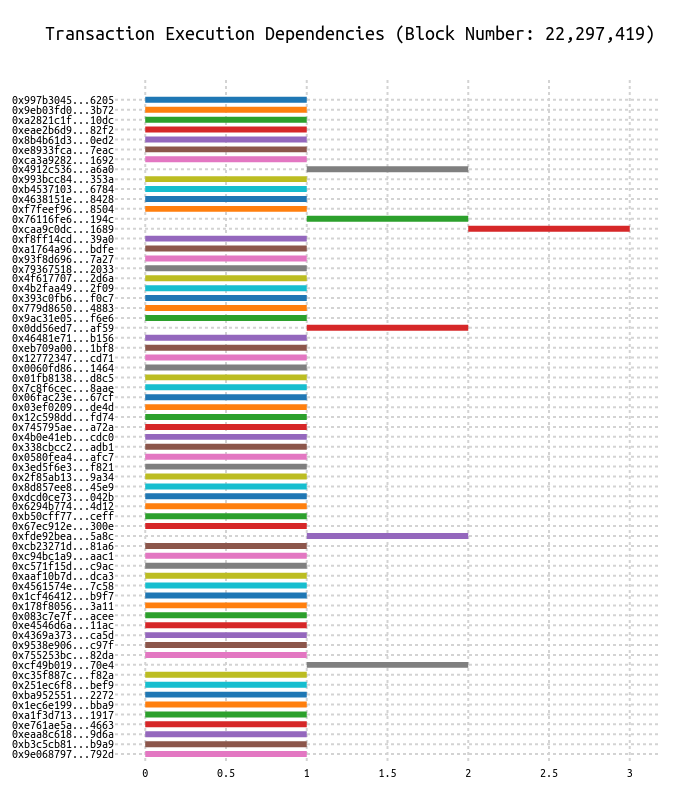 Transaction Execution Dependencies (Block Number: 22,297,419)
0x997b3045...6205
0x9eb03fd0...3b72
0xa2821c1f...10dc
0xeae2b6d9...82f2
0x8b4b61d3...0ed2
0xe8933fca...7eac
0xca3a9282...1692
0x4912c536...a6a0
0x993bcc84...353a
0xb4537103...6784
0x4638151e...8428
0xf7feef96...8504
0x76116fe6...194c
0xcaa9c0dc...1689
0xf8ff14cd...39a0
0xa1764a96...bdfe
0x93f8d696...7a27
0x79367518...2033
0x4f617707...2d6a
0x4b2faa49...2f09
0x393c0fb6...f0c7
0x779d8650...4883
0x9ac31e05...f6e6
0x0dd56ed7...af59
0x46481e71...b156
0xeb709a00...1bf8
0x12772347...cd71
0x0060fd86...1464
0x01fb8138...d8c5
0x7c8f6cec...8aae
0x06fac23e...67cf
0x03ef0209...de4d
0x12c598dd...fd74
0x745795ae...a72a
0x4b0e41eb...cdc0
0x338cbcc2...adb1
0x0580fea4...afc7
0x3ed5f6e3...f821
0x2f85ab13...9a34
0x8d857ee8...45e9
0xdcd0ce73...042b
0x6294b774...4d12
0xb50cff77...ceff
0x67ec912e...300e
0xfde92bea...5a8c
0xcb23271d...81a6
0xc94bc1a9...aac1
0xc571f15d...c9ac
0xaaf10b7d...dca3
0x4561574e...7c58
0x1cf46412...b9f7
0x178f8056...3a11
0x083c7e7f...acee
0xe4546d6a...11ac
0x4369a373...ca5d
0x9538e906...c97f
0x755253bc...82da
0xcf49b019...70e4
0xc35f887c...f82a
0x251ec6f8...bef9
0xba952551...2272
0x1ec6e199...bba9
0xa1f3d713...1917
0xe761ae5a...4663
0xeaa8c618...9d6a
0xb3c5cb81...b9a9
0x9e068797...792d
0 0.5 1 1.5 2 2.5 3